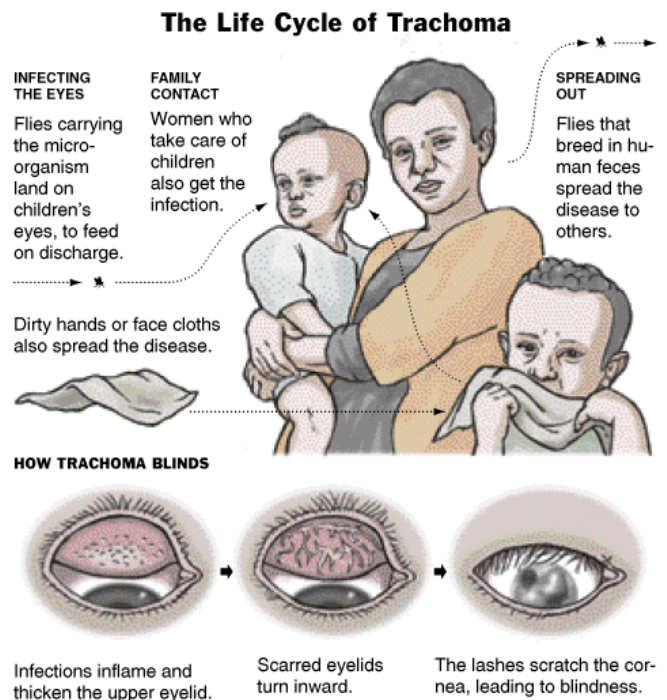 The Life Cycle of Trachoma
INFECTING
THE EYES
Flies carrying
the micro-
organism
land on
children's
eyes, to feed
on discharge.
FAMILY
CONTACT
Women who
take care of
children
also get the
infection.
SPREADING
OUT
Flies that
breed in hu-
man feces
spread the
disease to
others.
Dirty hands or face cloths
also spread the disease.
HOW TRACHOMA BLINDS
Infections inflame and
thicken the upper eyelid.
Scarred eyelids
turn inward.
The lashes scratch the cor-
nea, leading to blindness.